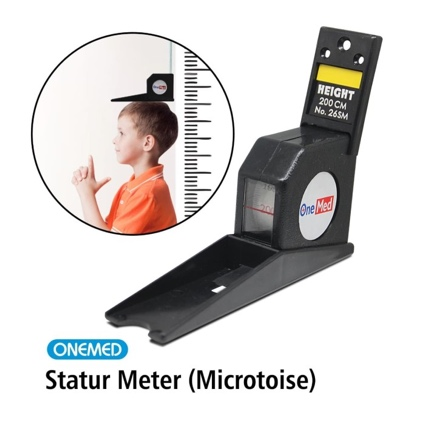 HEIGHT
200 CM
No. 26SM
OneMed
ONEMED
Statur Meter (Microtoise)